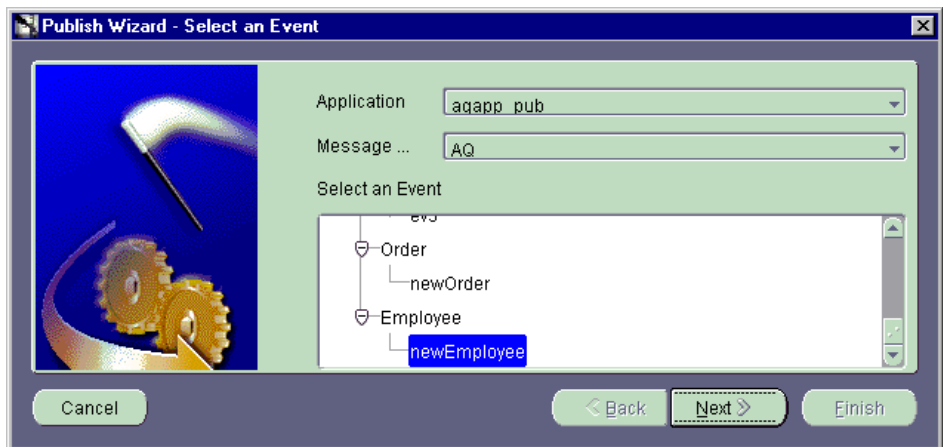 Publish Wizard - Select an Event
Application aqapp_pub
Message ... AQ
Select an Event
ev3
Order
newOrder
Employee
newEmployee
Cancel Back Next Finish